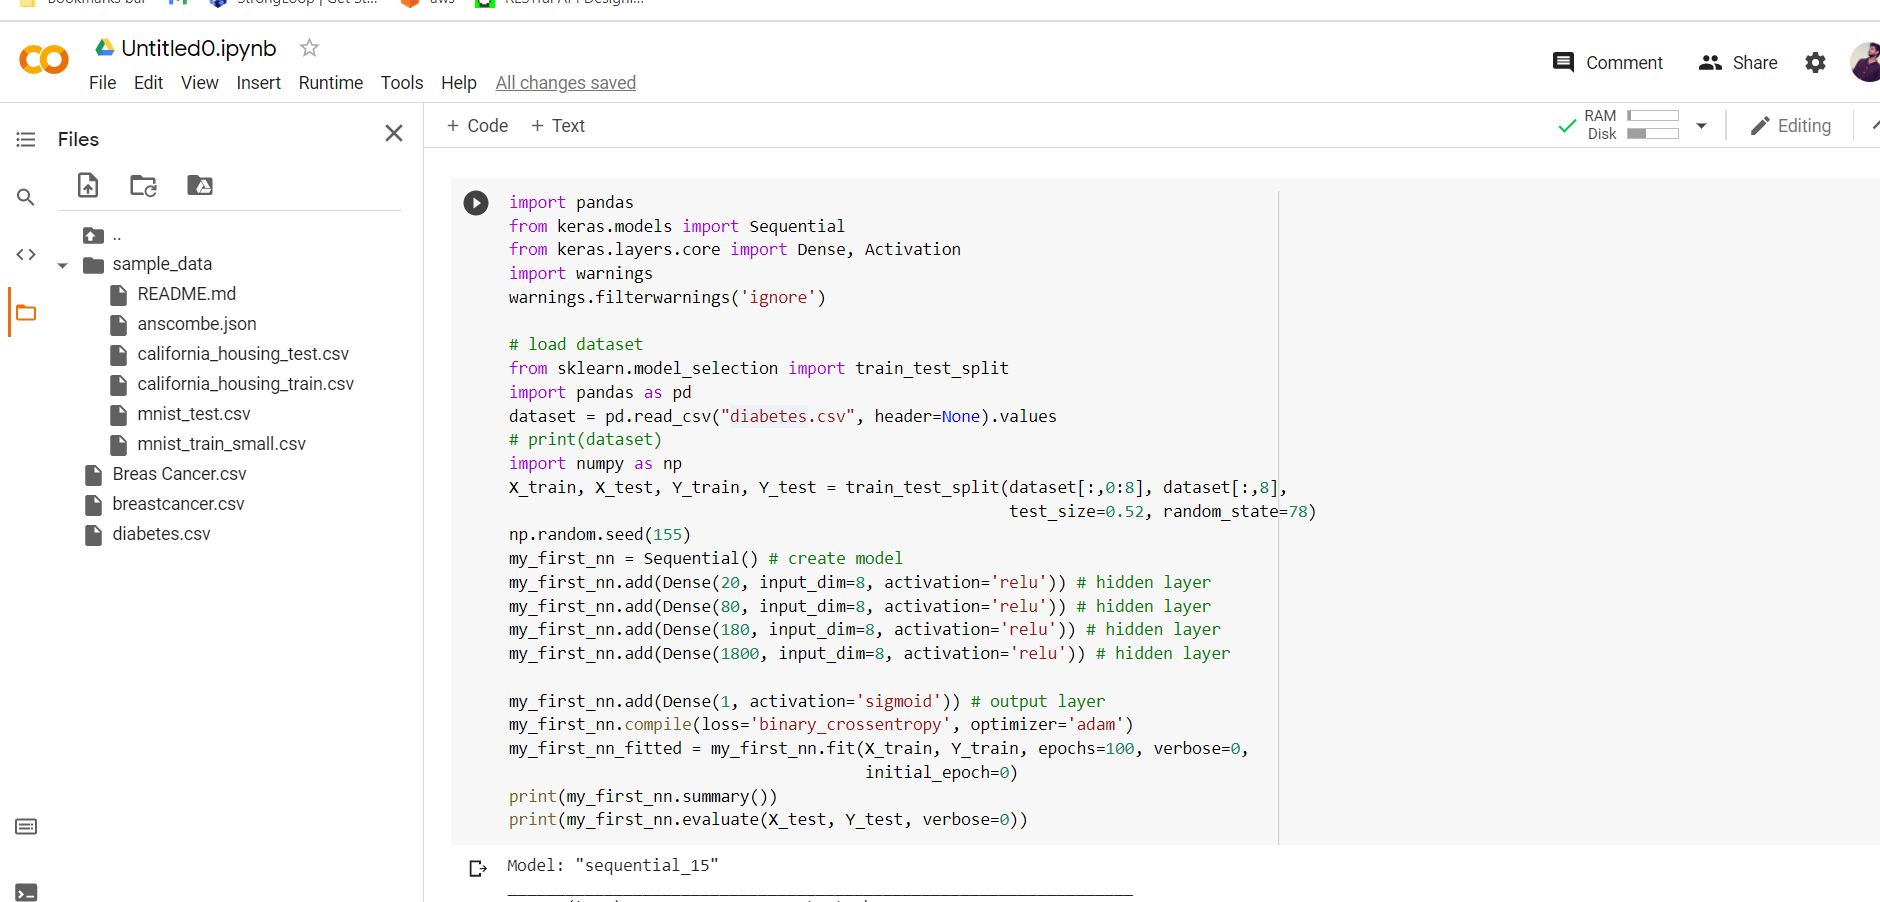 bookmarks bar StrongLoop | Get St... aws RESTful API Designi...
Untitled0.ipynb
File Edit View Insert Runtime Tools Help All changes saved
Comment Share
Files
+ Code + Text
RAM
Disk
Editing
..
sample_data
README.md
anscombe.json
california_housing_test.csv
california_housing_train.csv
mnist_test.csv
mnist_train_small.csv
Breas Cancer.csv
breastcancer.csv
diabetes.csv
import pandas
from keras.models import Sequential
from keras.layers.core import Dense, Activation
import warnings
warnings.filterwarnings('ignore')
# load dataset
from sklearn.model_selection import train_test_split
import pandas as pd
dataset = pd.read_csv("diabetes.csv", header=None).values
# print(dataset)
import numpy as np
X_train, X_test, Y_train, Y_test = train_test_split(dataset[:,0:8], dataset[:,8],
test_size=0.52, random_state=78)
np.random.seed(155)
my_first_nn = Sequential() # create model
my_first_nn.add(Dense(20, input_dim=8, activation='relu')) # hidden layer
my_first_nn.add(Dense(80, input_dim=8, activation='relu')) # hidden layer
my_first_nn.add(Dense(180, input_dim=8, activation='relu')) # hidden layer
my_first_nn.add(Dense(1800, input_dim=8, activation='relu')) # hidden layer
my_first_nn.add(Dense(1, activation='sigmoid')) # output layer
my_first_nn.compile(loss='binary_crossentropy', optimizer='adam')
my_first_nn_fitted = my_first_nn.fit(X_train, Y_train, epochs=100, verbose=0,
initial_epoch=0)
print(my_first_nn.summary())
print(my_first_nn.evaluate(X_test, Y_test, verbose=0))
Model: "sequential_15"